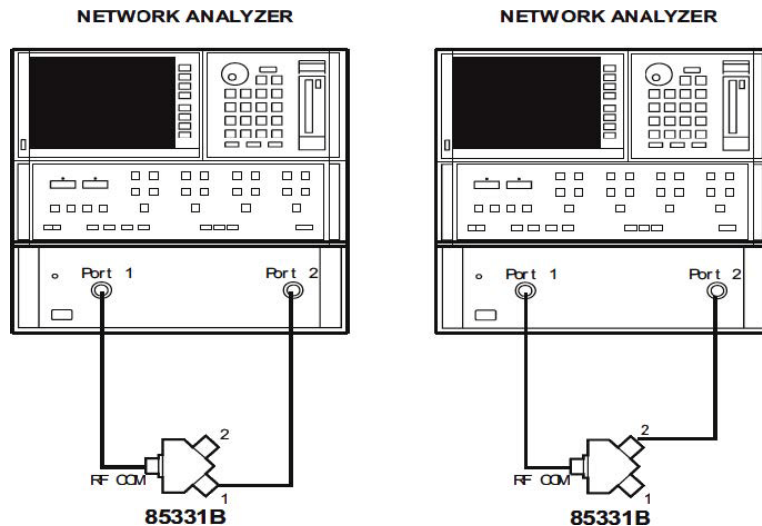 NETWORK ANALYZER
Port 1
Port 2
2
RF COM
1
85331B
NETWORK ANALYZER
Port 1
Port 2
2
RF COM
1
85331B